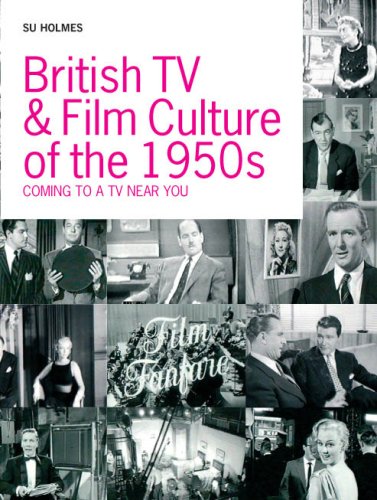 SU HOLMES
British TV
& Film Culture
of the 1950s
COMING TO A TV NEAR YOU
Film
Fanfare